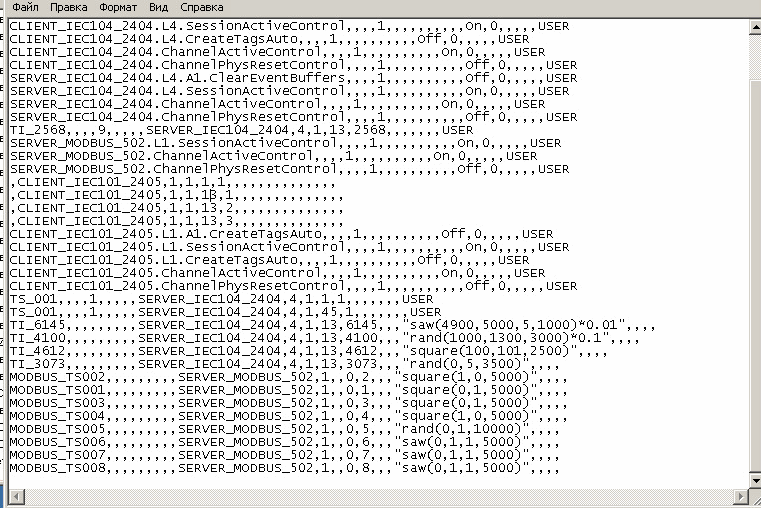 Файл Правка Формат Вид Справка
CLIENT_IEC104_2404.L4.SessionActiveControl,,,,1,,,,,,,,,,On,0,,,,,USER
CLIENT_IEC104_2404.L4.CreateTagsAuto,,,,1,,,,,,,,,,Off,0,,,,,USER
CLIENT_IEC104_2404.ChannelActiveControl,,,,1,,,,,,,,,,On,0,,,,,USER
CLIENT_IEC104_2404.ChannelPhysResetControl,,,,1,,,,,,,,,,Off,0,,,,,USER
SERVER_IEC104_2404.L4.A1.ClearEventBuffers,,,,1,,,,,,,,,,Off,0,,,,,USER
SERVER_IEC104_2404.L4.SessionActiveControl,,,,1,,,,,,,,,,On,0,,,,,USER
SERVER_IEC104_2404.ChannelActiveControl,,,,1,,,,,,,,,,On,0,,,,,USER
SERVER_IEC104_2404.ChannelPhysResetControl,,,,1,,,,,,,,,,Off,0,,,,,USER
TI_2568,,,,9,,,,,SERVER_IEC104_2404,4,1,13,2568,,,,,,,USER
SERVER_MODBUS_502.L1.SessionActiveControl,,,,1,,,,,,,,,,On,0,,,,,USER
SERVER_MODBUS_502.ChannelActiveControl,,,,1,,,,,,,,,,On,0,,,,,USER
SERVER_MODBUS_502.ChannelPhysResetControl,,,,1,,,,,,,,,,Off,0,,,,,USER
,CLIENT_IEC101_2405,1,1,1,1,,,,,,,,,,,,,,
,CLIENT_IEC101_2405,1,1,13,1,,,,,,,,,,,,,,
,CLIENT_IEC101_2405,1,1,13,2,,,,,,,,,,,,,,
,CLIENT_IEC101_2405,1,1,13,3,,,,,,,,,,,,,,
CLIENT_IEC101_2405.L1.A1.CreateTagsAuto,,,,1,,,,,,,,,,Off,0,,,,,USER
CLIENT_IEC101_2405.L1.SessionActiveControl,,,,1,,,,,,,,,,On,0,,,,,USER
CLIENT_IEC101_2405.L1.CreateTagsAuto,,,,1,,,,,,,,,,Off,0,,,,,USER
CLIENT_IEC101_2405.ChannelActiveControl,,,,1,,,,,,,,,,On,0,,,,,USER
CLIENT_IEC101_2405.ChannelPhysResetControl,,,,1,,,,,,,,,,Off,0,,,,,USER
TS_001,,,,1,,,,,SERVER_IEC104_2404,4,1,1,1,,,,,,,USER
TS_001,,,,1,,,,,SERVER_IEC104_2404,4,1,45,1,,,,,,,USER
TI_6145,,,,,,,,,SERVER_IEC104_2404,4,1,13,6145,,,"saw(4900,5000,5,1000)*0.01",,,,
TI_4100,,,,,,,,,SERVER_IEC104_2404,4,1,13,4100,,,"rand(1000,1300,3000)*0.1",,,,
TI_4612,,,,,,,,,SERVER_IEC104_2404,4,1,13,4612,,,"square(100,101,2500)",,,,
TI_3073,,,,,,,,,SERVER_IEC104_2404,4,1,13,3073,,,"rand(0,5,3500)",,,,
MODBUS_TS002,,,,,,,,,SERVER_MODBUS_502,1,,0,2,,,"square(1,0,5000)",,,,
MODBUS_TS001,,,,,,,,,SERVER_MODBUS_502,1,,0,1,,,"square(0,1,5000)",,,,
MODBUS_TS003,,,,,,,,,SERVER_MODBUS_502,1,,0,3,,,"square(0,1,5000)",,,,
MODBUS_TS004,,,,,,,,,SERVER_MODBUS_502,1,,0,4,,,"square(1,0,5000)",,,,
MODBUS_TS005,,,,,,,,,SERVER_MODBUS_502,1,,0,5,,,"rand(0,1,10000)",,,,
MODBUS_TS006,,,,,,,,,SERVER_MODBUS_502,1,,0,6,,,"saw(0,1,1,5000)",,,,
MODBUS_TS007,,,,,,,,,SERVER_MODBUS_502,1,,0,7,,,"saw(0,1,1,5000)",,,,
MODBUS_TS008,,,,,,,,,SERVER_MODBUS_502,1,,0,8,,,"saw(0,1,1,5000)",,,,